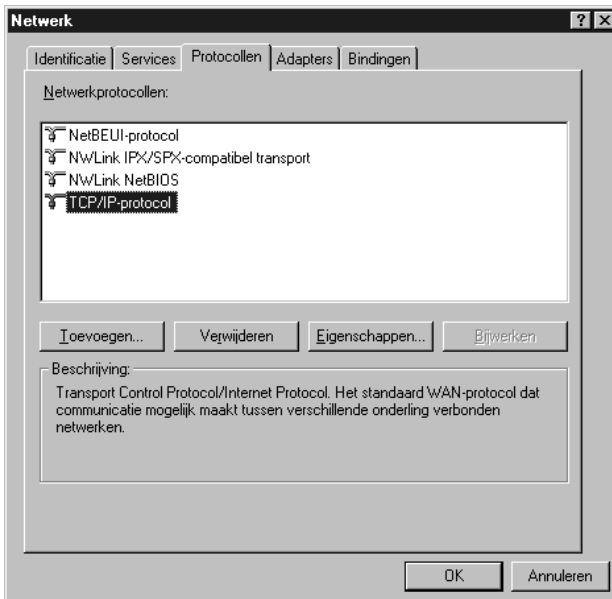 Netwerk
Identificatie Services Protocollen Adapters Bindingen
Netwerkprotocollen:
NetBEUI-protocol
NWLink IPX/SPX-compatibel transport
NWLink NetBIOS
TCP/IP-protocol
Toevoegen... Verwijderen Eigenschappen... Bijwerken
Beschrijving:
Transport Control Protocol/Internet Protocol. Het standaard WAN-protocol dat
communicatie mogelijk maakt tussen verschillende onderling verbonden
netwerken.
OK Annuleren